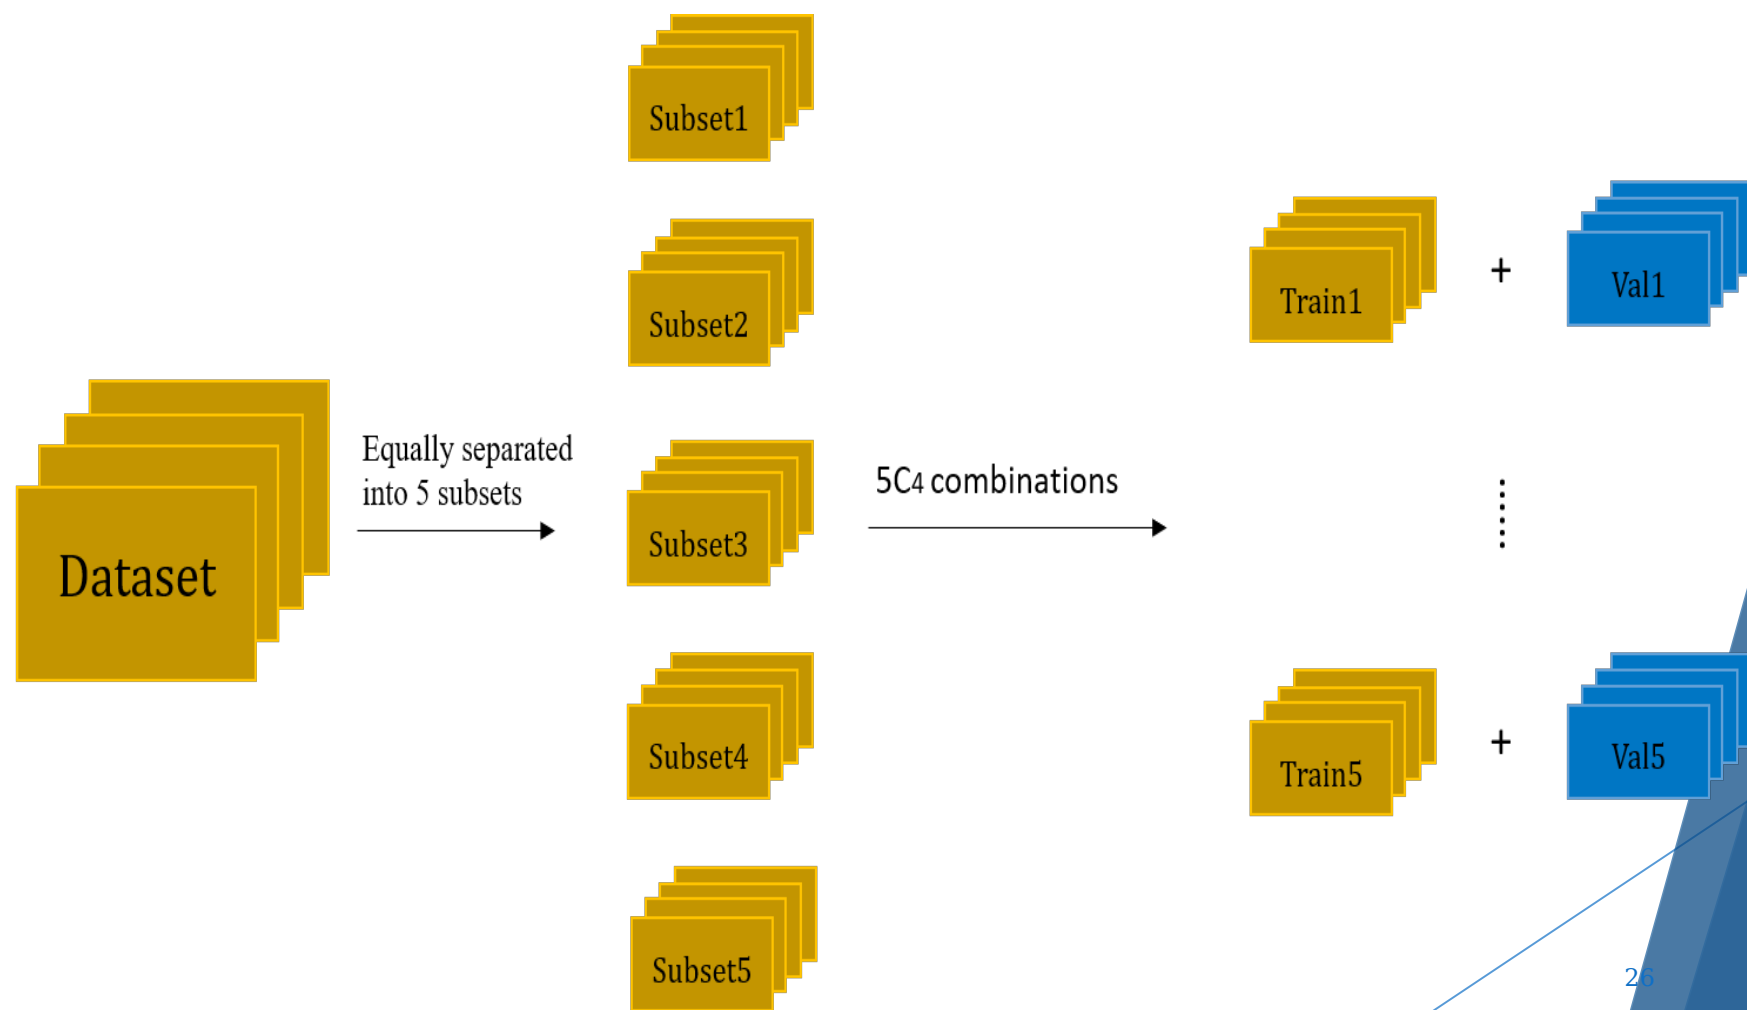 Dataset
Equally separated
into 5 subsets
Subset1
Subset2
Subset3
Subset4
Subset5
5C4 combinations
Train1
+
Val1
......
Train5
+
Val5
26